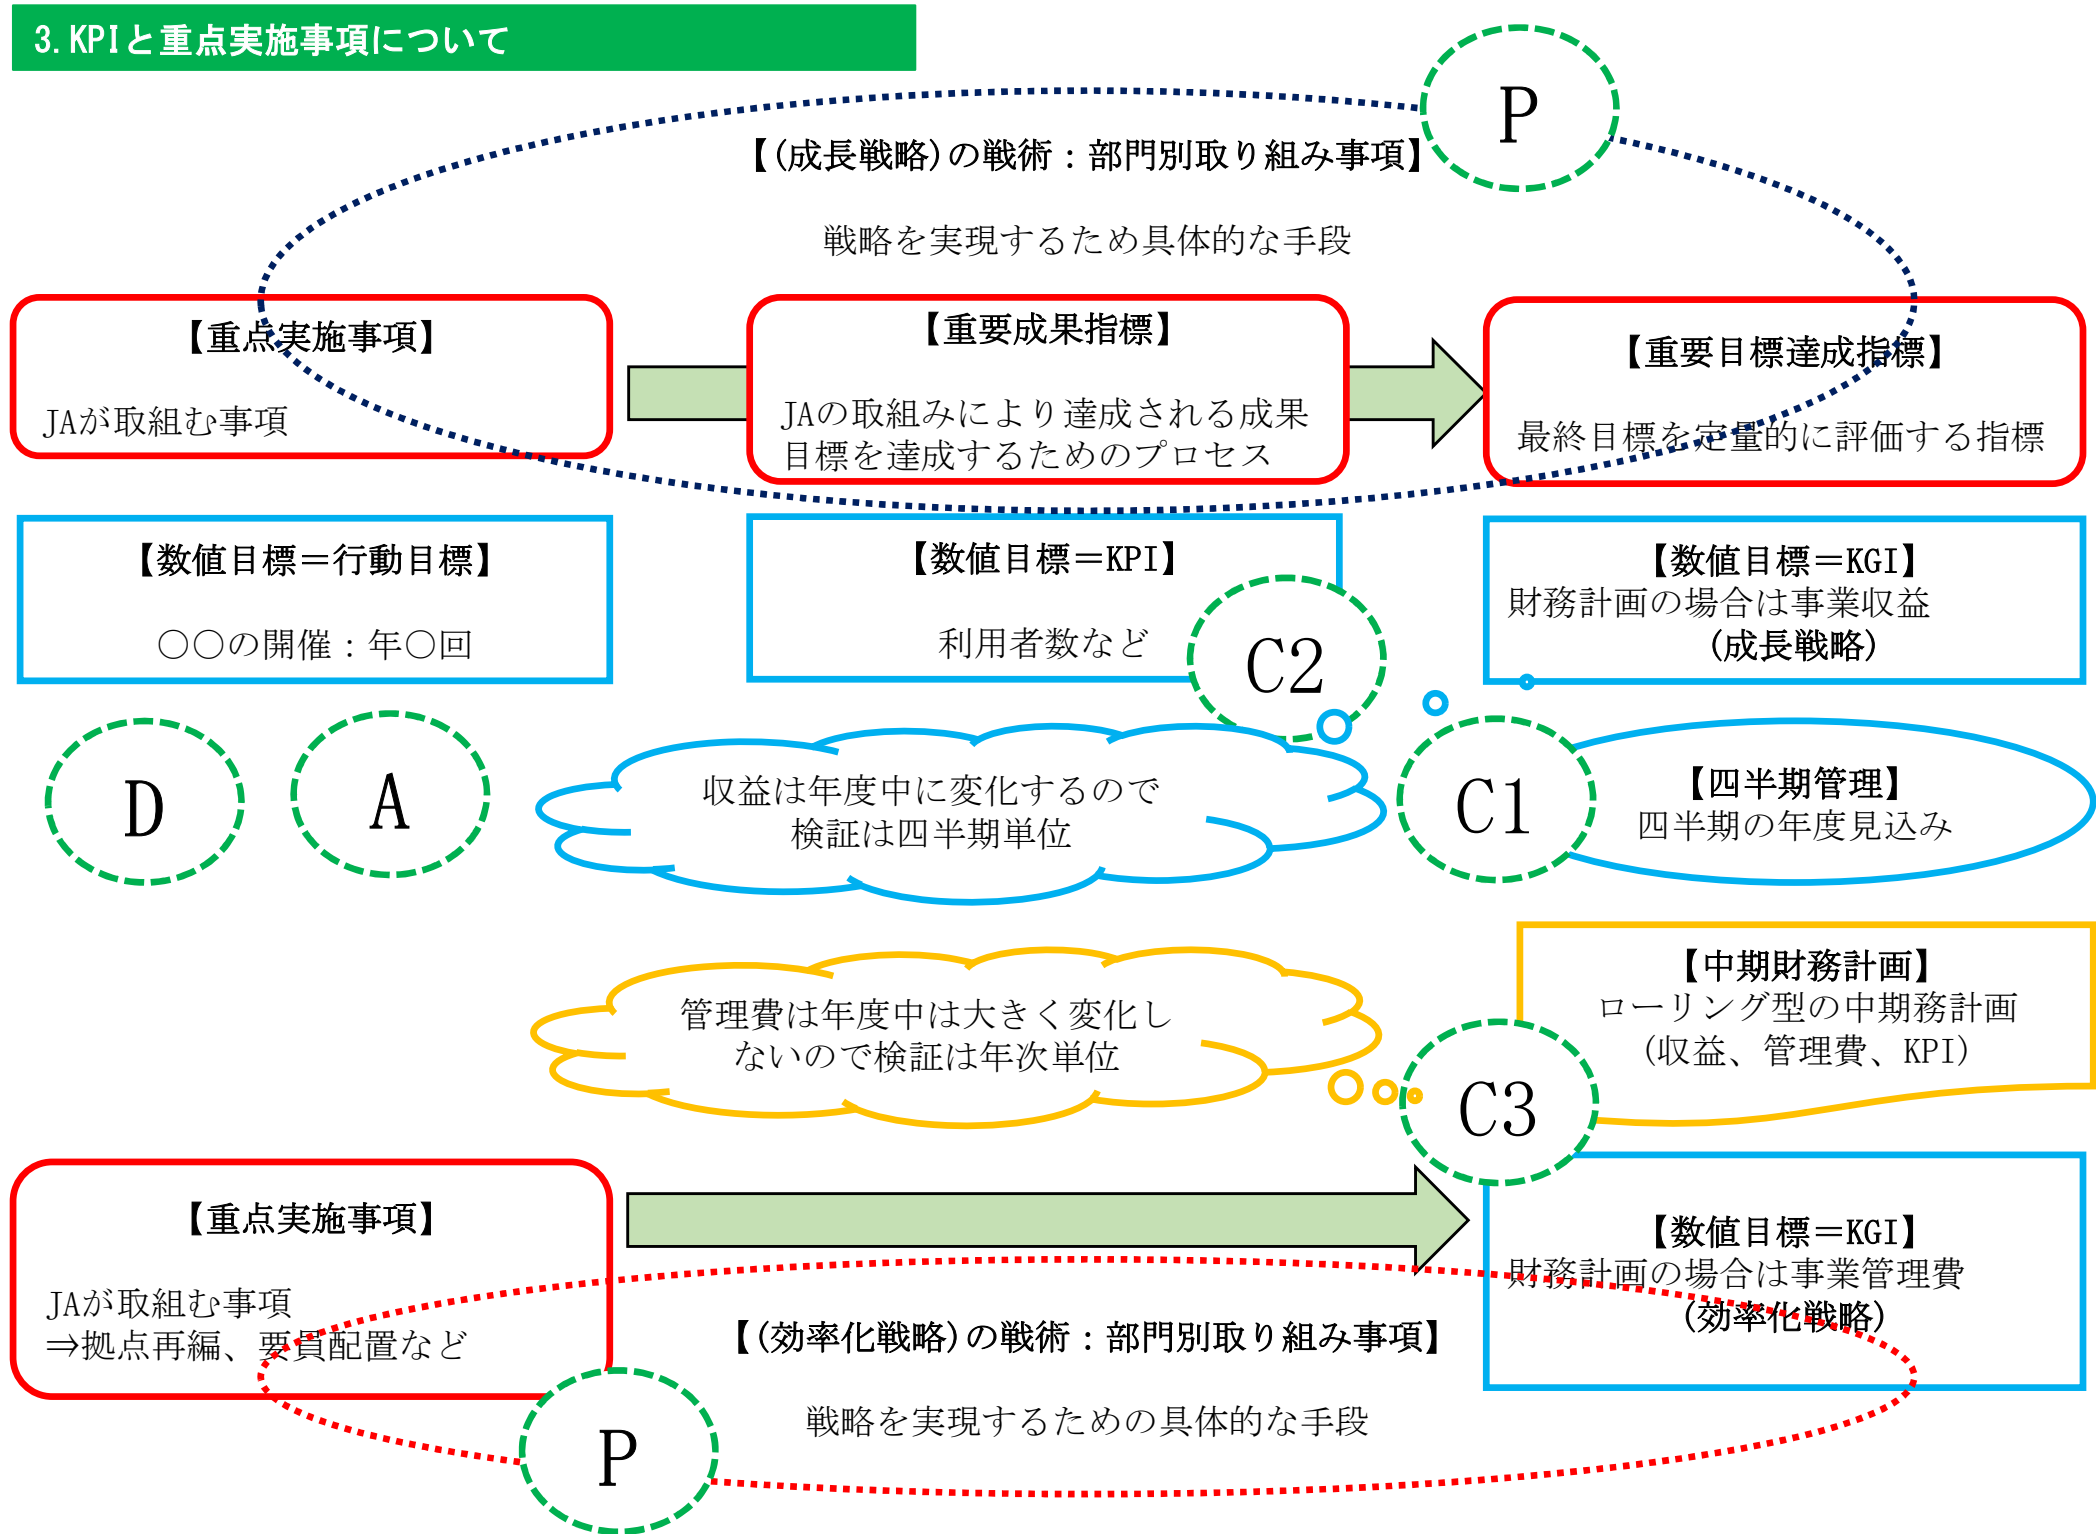 3.KPIと重点実施事項について
P
【(成長戦略)の戦術：部門別取り組み事項】
戦略を実現するため具体的な手段
【重点実施事項】
JAが取組む事項
【重要成果指標】
JAの取組みにより達成される成果
目標を達成するためのプロセス
【重要目標達成指標】
最終目標を定量的に評価する指標
【数値目標＝行動目標】
〇〇の開催：年〇回
【数値目標＝KPI】
利用者数など
C2
【数値目標＝KGI】
財務計画の場合は事業収益
(成長戦略)
D
A
収益は年度中に変化するので
検証は四半期単位
C1
【四半期管理】
四半期の年度見込み
管理費は年度中は大きく変化し
ないので検証は年次単位
C3
【中期財務計画】
ローリング型の中期務計画
(収益、管理費、KPI)
【重点実施事項】
JAが取組む事項
⇒拠点再編、要員配置など
【数値目標＝KGI】
財務計画の場合は事業管理費
(効率化戦略)
【(効率化戦略)の戦術：部門別取り組み事項】
戦略を実現するための具体的な手段
P